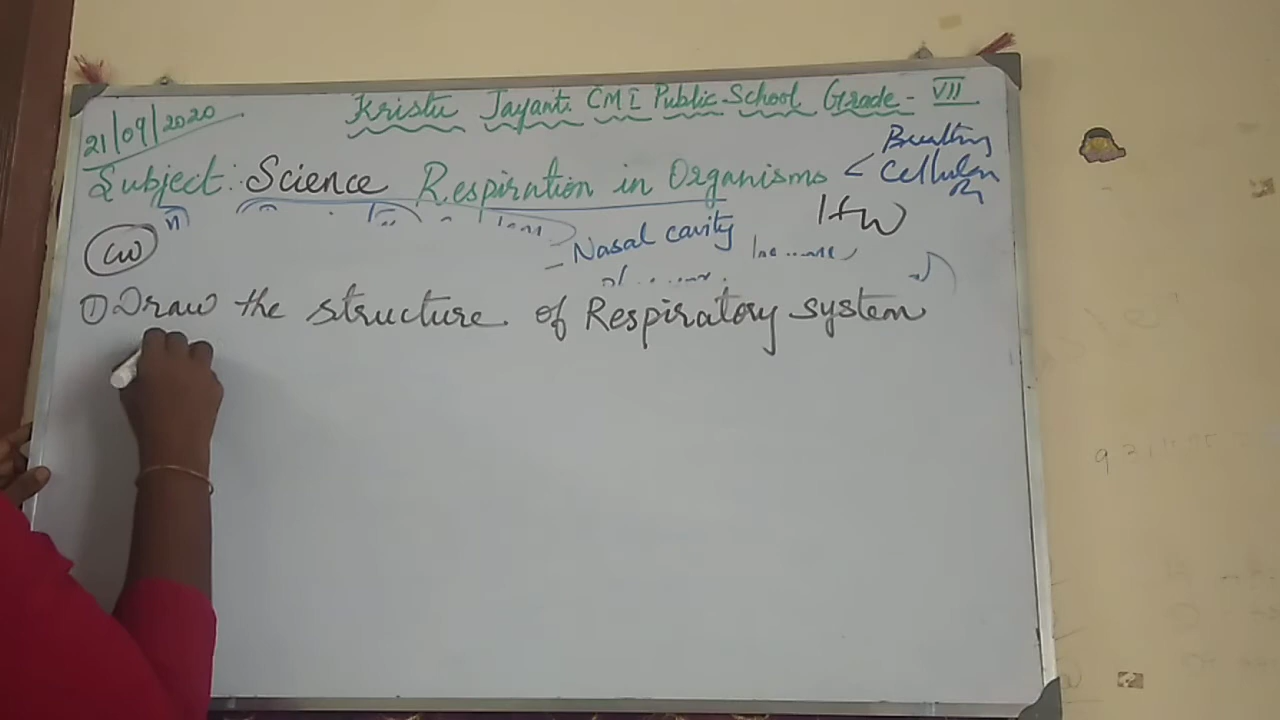 21/09/2020
Kristu Jayanti CMI Public School Grade - VII
Subject: Science Respiration in Organisms < Breathing
Cellular R
HW
CW
- Nasal cavity
① Draw the structure of Respiratory system